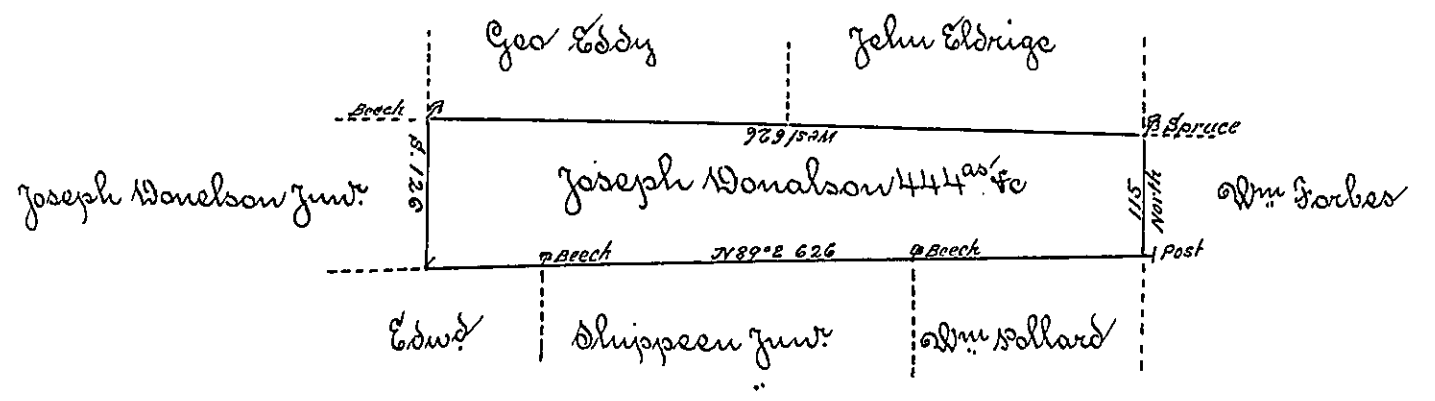 Geo Eddy
John Eldrige
Beech
Spruce
West 626
S. 126
Joseph Donalson 444 as. &c
North
115
Joseph Donelson Junr.
Wm Forbes
Beech
N 89° E 626
Beech
Post
Edwd
Shippeen Junr.
Wm Pollard